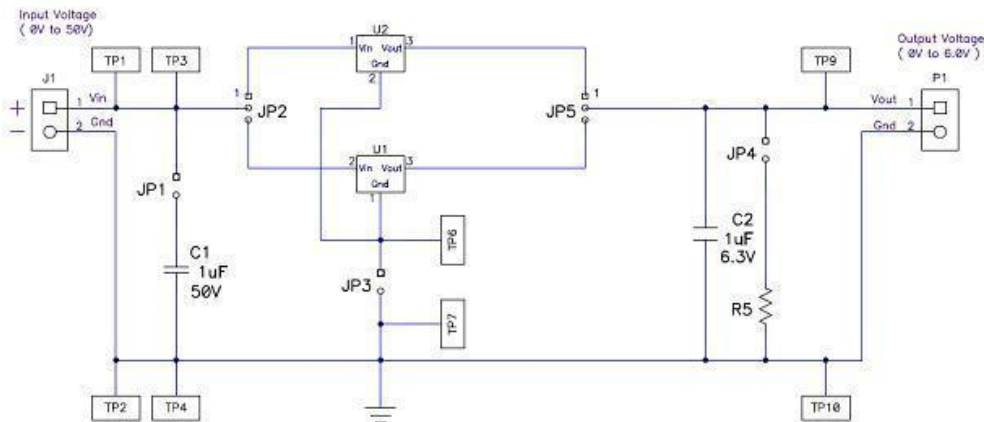 Input Voltage
( 0V to 50V)
TP1
TP3
J1
+
1
Vin
−
2
Gnd
JP1
C1
1uF
50V
TP2
TP4
1
JP2
U2
1
Vin
Vout
3
Gnd
2
U1
2
Vin
Vout
3
Gnd
1
TP6
JP3
TP7
1
JP5
C2
1uF
6.3V
JP4
R5
TP9
TP10
Output Voltage
( 0V to 6.0V )
P1
Vout
1
Gnd
2